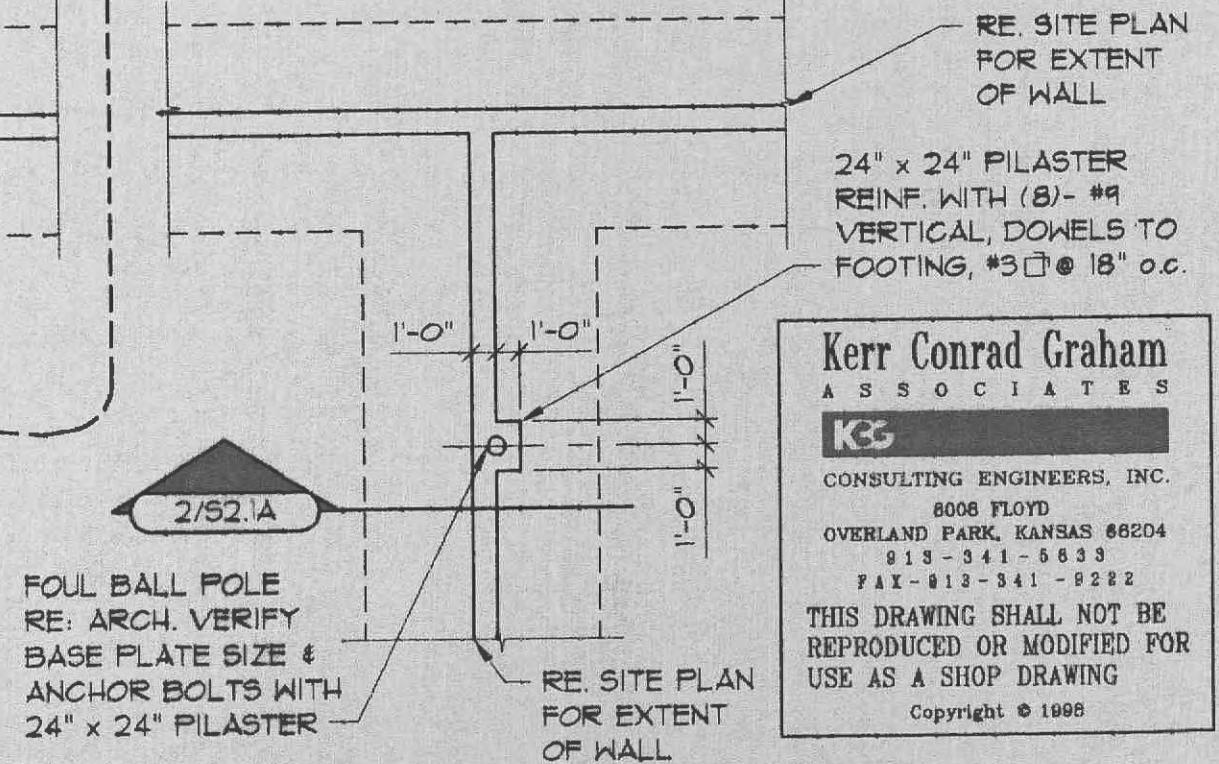 RE. SITE PLAN
FOR EXTENT
OF WALL
24" x 24" PILASTER
REINF. WITH (8)- #9
VERTICAL, DOWELS TO
FOOTING, #3 @ 18" o.c.
1'-0"
1'-0"
1'-0"
1'-0"
2/S2.1A
FOUL BALL POLE
RE: ARCH. VERIFY
BASE PLATE SIZE &
ANCHOR BOLTS WITH
24" x 24" PILASTER
RE. SITE PLAN
FOR EXTENT
OF WALL
Kerr Conrad Graham
ASSOCIATES
KCG
CONSULTING ENGINEERS, INC.
8008 FLOYD
OVERLAND PARK, KANSAS 66204
913-341-5633
FAX-913-341-9222
THIS DRAWING SHALL NOT BE
REPRODUCED OR MODIFIED FOR
USE AS A SHOP DRAWING
Copyright © 1998